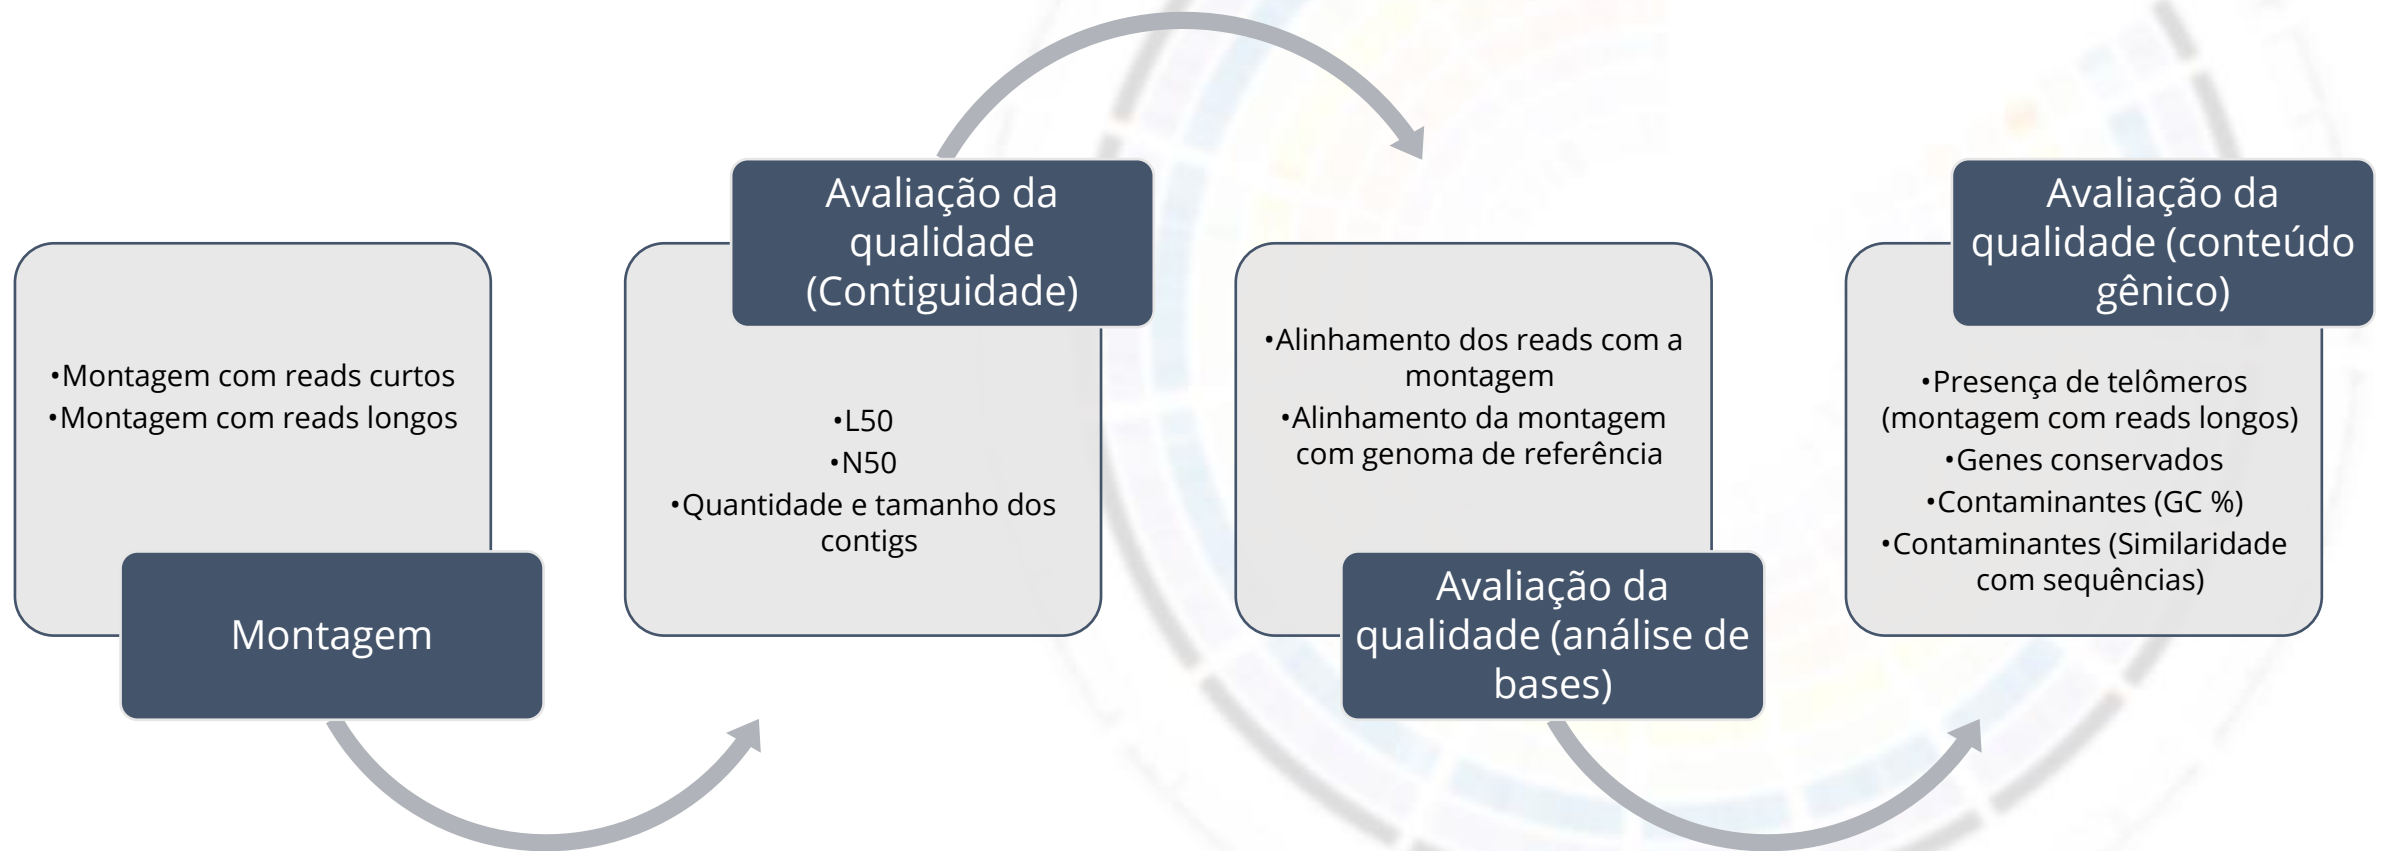 •Montagem com reads curtos
•Montagem com reads longos
Montagem
Avaliação da
qualidade
(Contiguidade)
•L50
•N50
•Quantidade e tamanho dos
contigs
•Alinhamento dos reads com a
montagem
•Alinhamento da montagem
com genoma de referência
Avaliação da
qualidade (análise de
bases)
Avaliação da
qualidade (conteúdo
gênico)
•Presença de telômeros
(montagem com reads longos)
•Genes conservados
•Contaminantes (GC %)
•Contaminantes (Similaridade
com sequências)